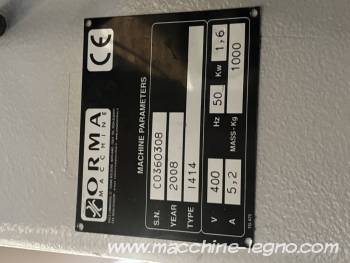 CE
ORMA
MACCHINE
MACHINE PARAMETERS
S.N. C0360308
YEAR 2008
TYPE 1414
V 400 Hz 50 Kw 1,6
A 5,2 MASS-Kg 1000
www.macchine-legno.com